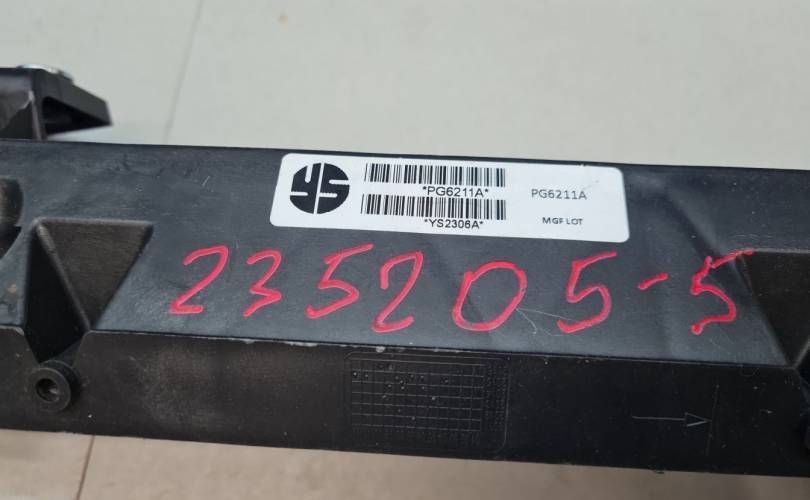 YS
*PG6211A*
PG6211A
*YS2306A*
MGF LOT
235205-5